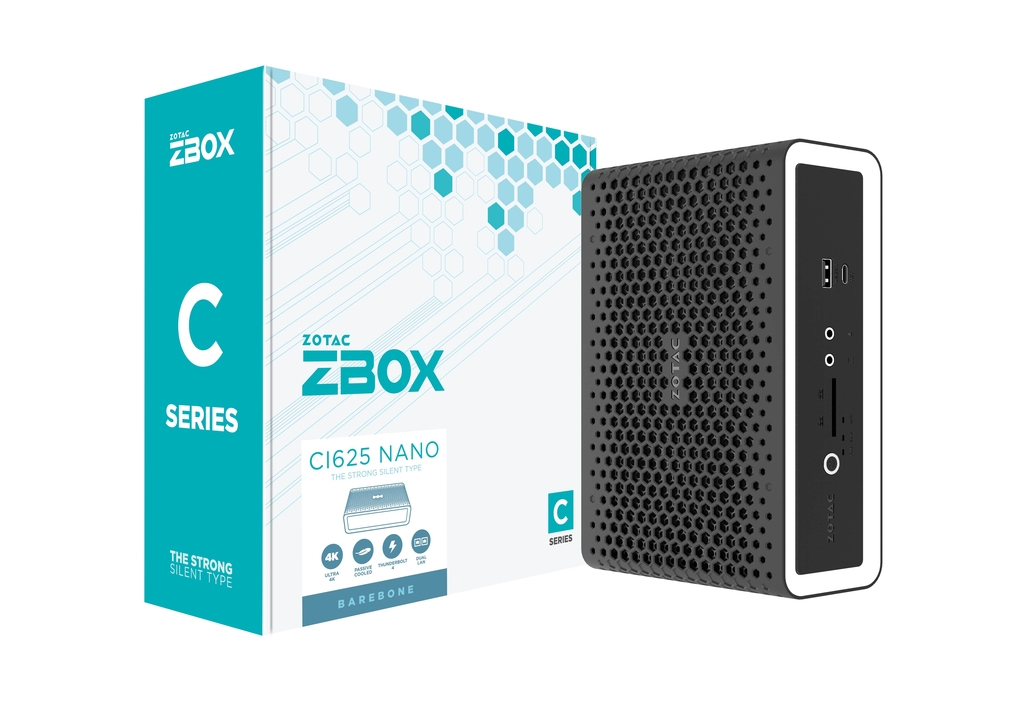 ZOTAC
ZBOX
C
SERIES
THE STRONG
SILENT TYPE
ZOTAC
ZBOX
CI625 NANO
THE STRONG SILENT TYPE
4K
ULTRA
4K
PASSIVE
COOLED
THUNDERBOLT
4
DUAL
LAN
BAREBONE
C
SERIES
ZOTAC
ZOTAC